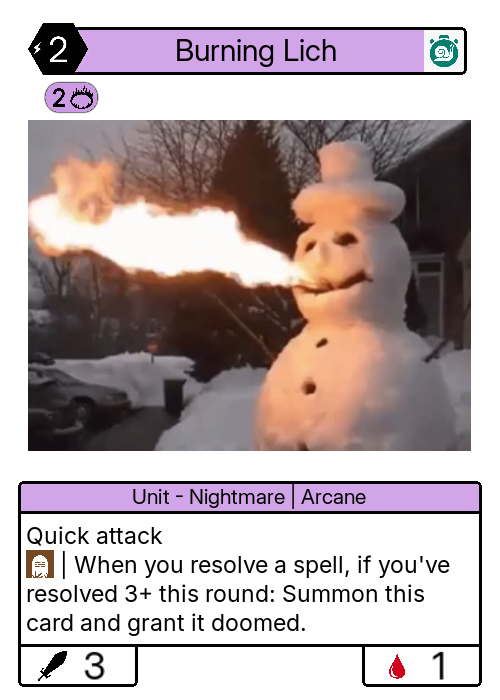 2
Burning Lich
2
Unit - Nightmare | Arcane
Quick attack
| When you resolve a spell, if you've
resolved 3+ this round: Summon this
card and grant it doomed.
3
1